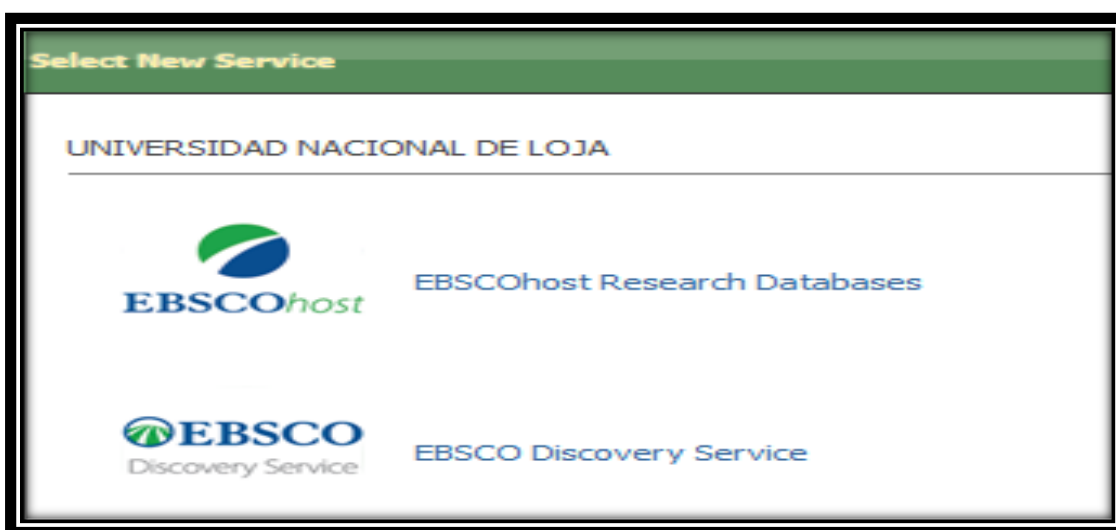 Select New Service
UNIVERSIDAD NACIONAL DE LOJA
EBSCOhost
EBSCOhost Research Databases
EBSCO
Discovery Service
EBSCO Discovery Service